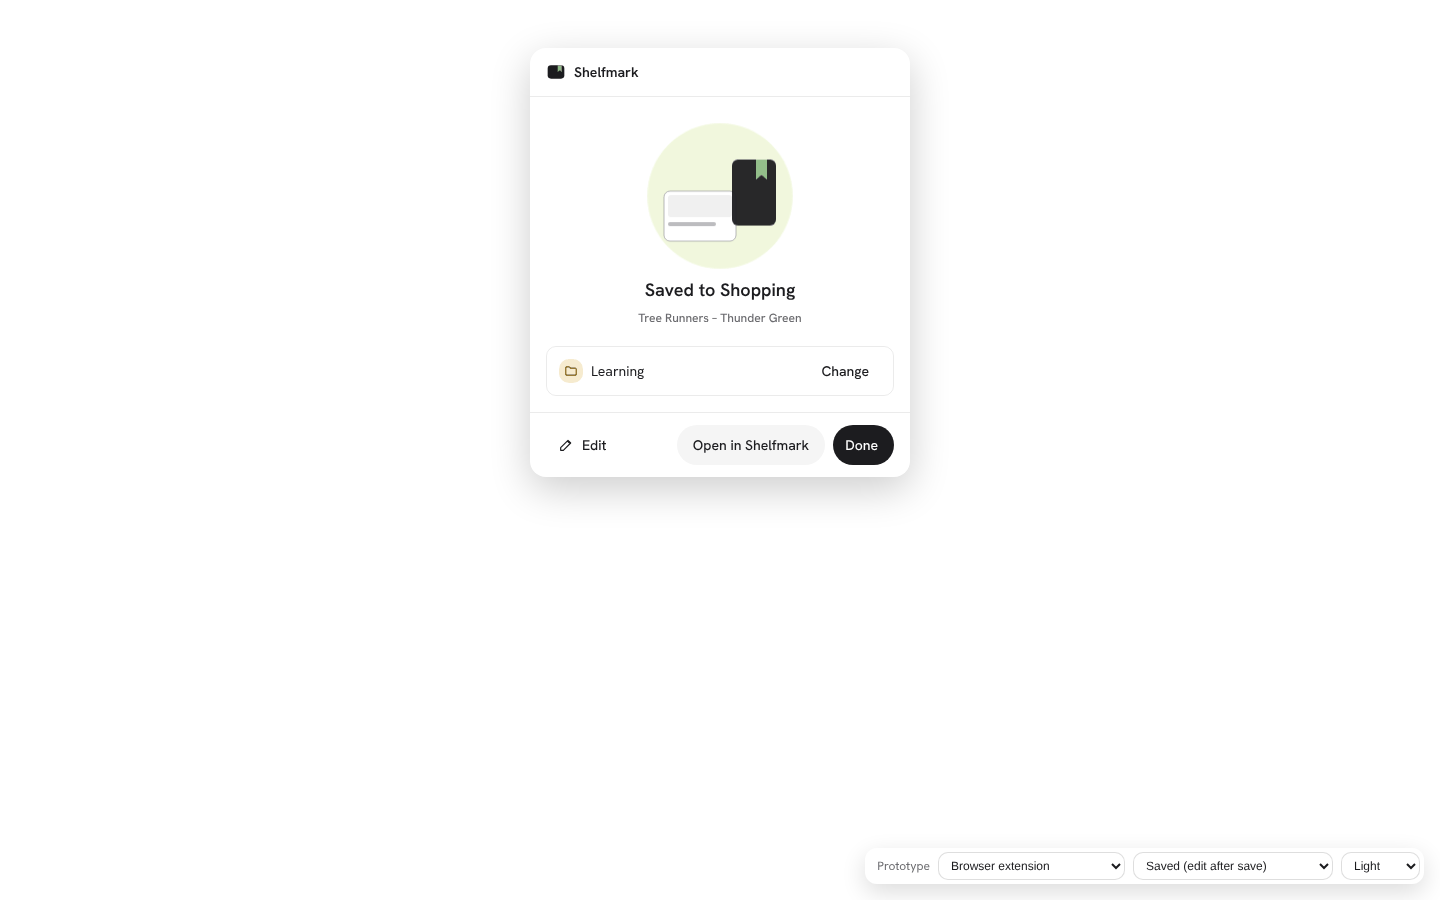 Shelfmark
Saved to Shopping
Tree Runners – Thunder Green
Learning Change
Edit Open in Shelfmark Done
Prototype Browser extension Saved (edit after save) Light